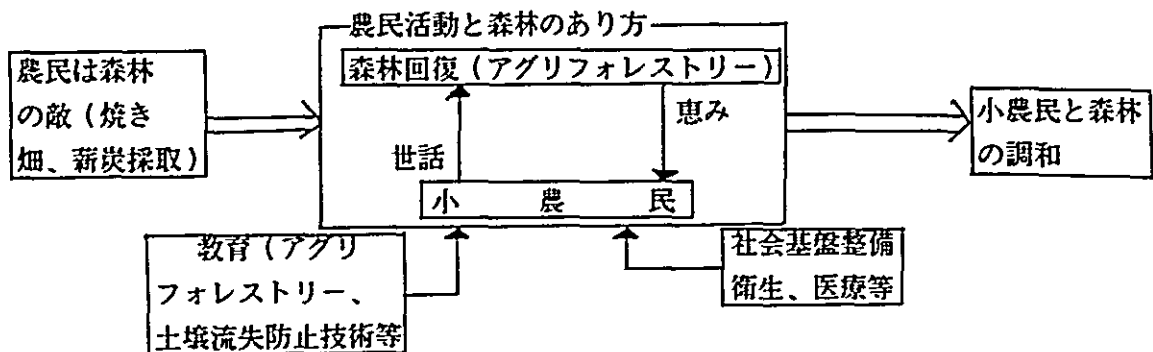 農民活動と森林のあり方
農民は森林
の敵（焼き
畑、薪炭採取）
森林回復（アグリフォレストリー）
世話
恵み
小農民
小農民と森林
の調和
教育（アグリ
フォレストリー、
土壌流失防止技術等
社会基盤整備
衛生、医療等